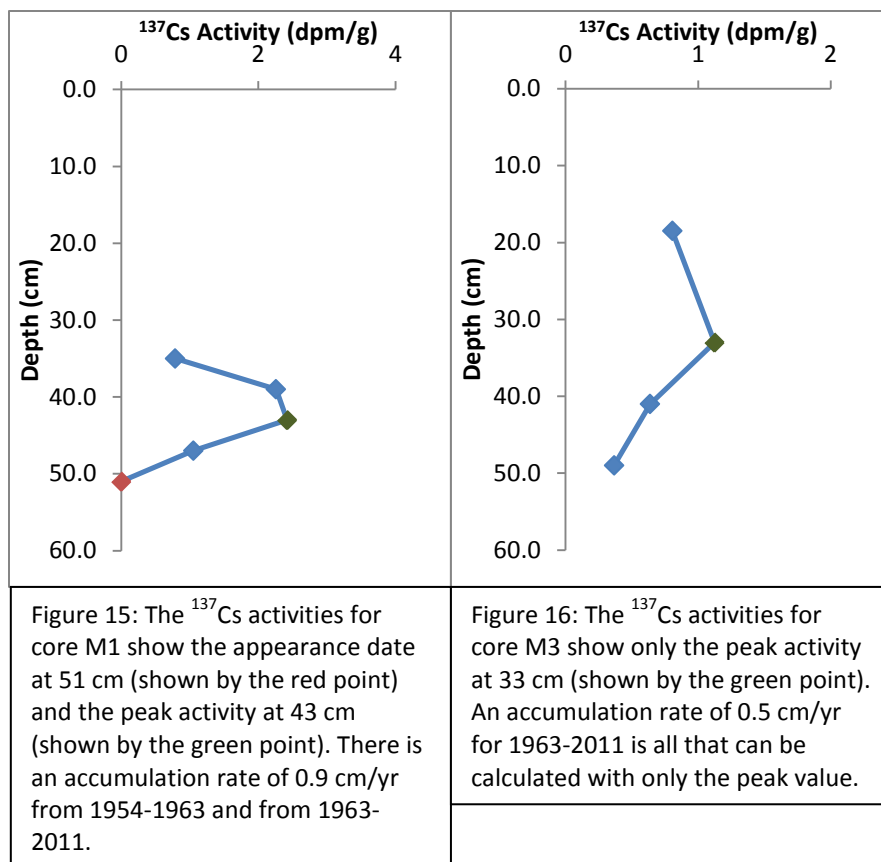 ¹³⁷Cs Activity (dpm/g)
0 2 4
0.0
10.0
20.0
30.0
40.0
50.0
60.0
Depth (cm)
Figure 15: The ¹³⁷Cs activities for
core M1 show the appearance date
at 51 cm (shown by the red point)
and the peak activity at 43 cm
(shown by the green point). There is
an accumulation rate of 0.9 cm/yr
from 1954-1963 and from 1963-
2011.
¹³⁷Cs Activity (dpm/g)
0 1 2
0.0
10.0
20.0
30.0
40.0
50.0
60.0
Depth (cm)
Figure 16: The ¹³⁷Cs activities for
core M3 show only the peak activity
at 33 cm (shown by the green point).
An accumulation rate of 0.5 cm/yr
for 1963-2011 is all that can be
calculated with only the peak value.